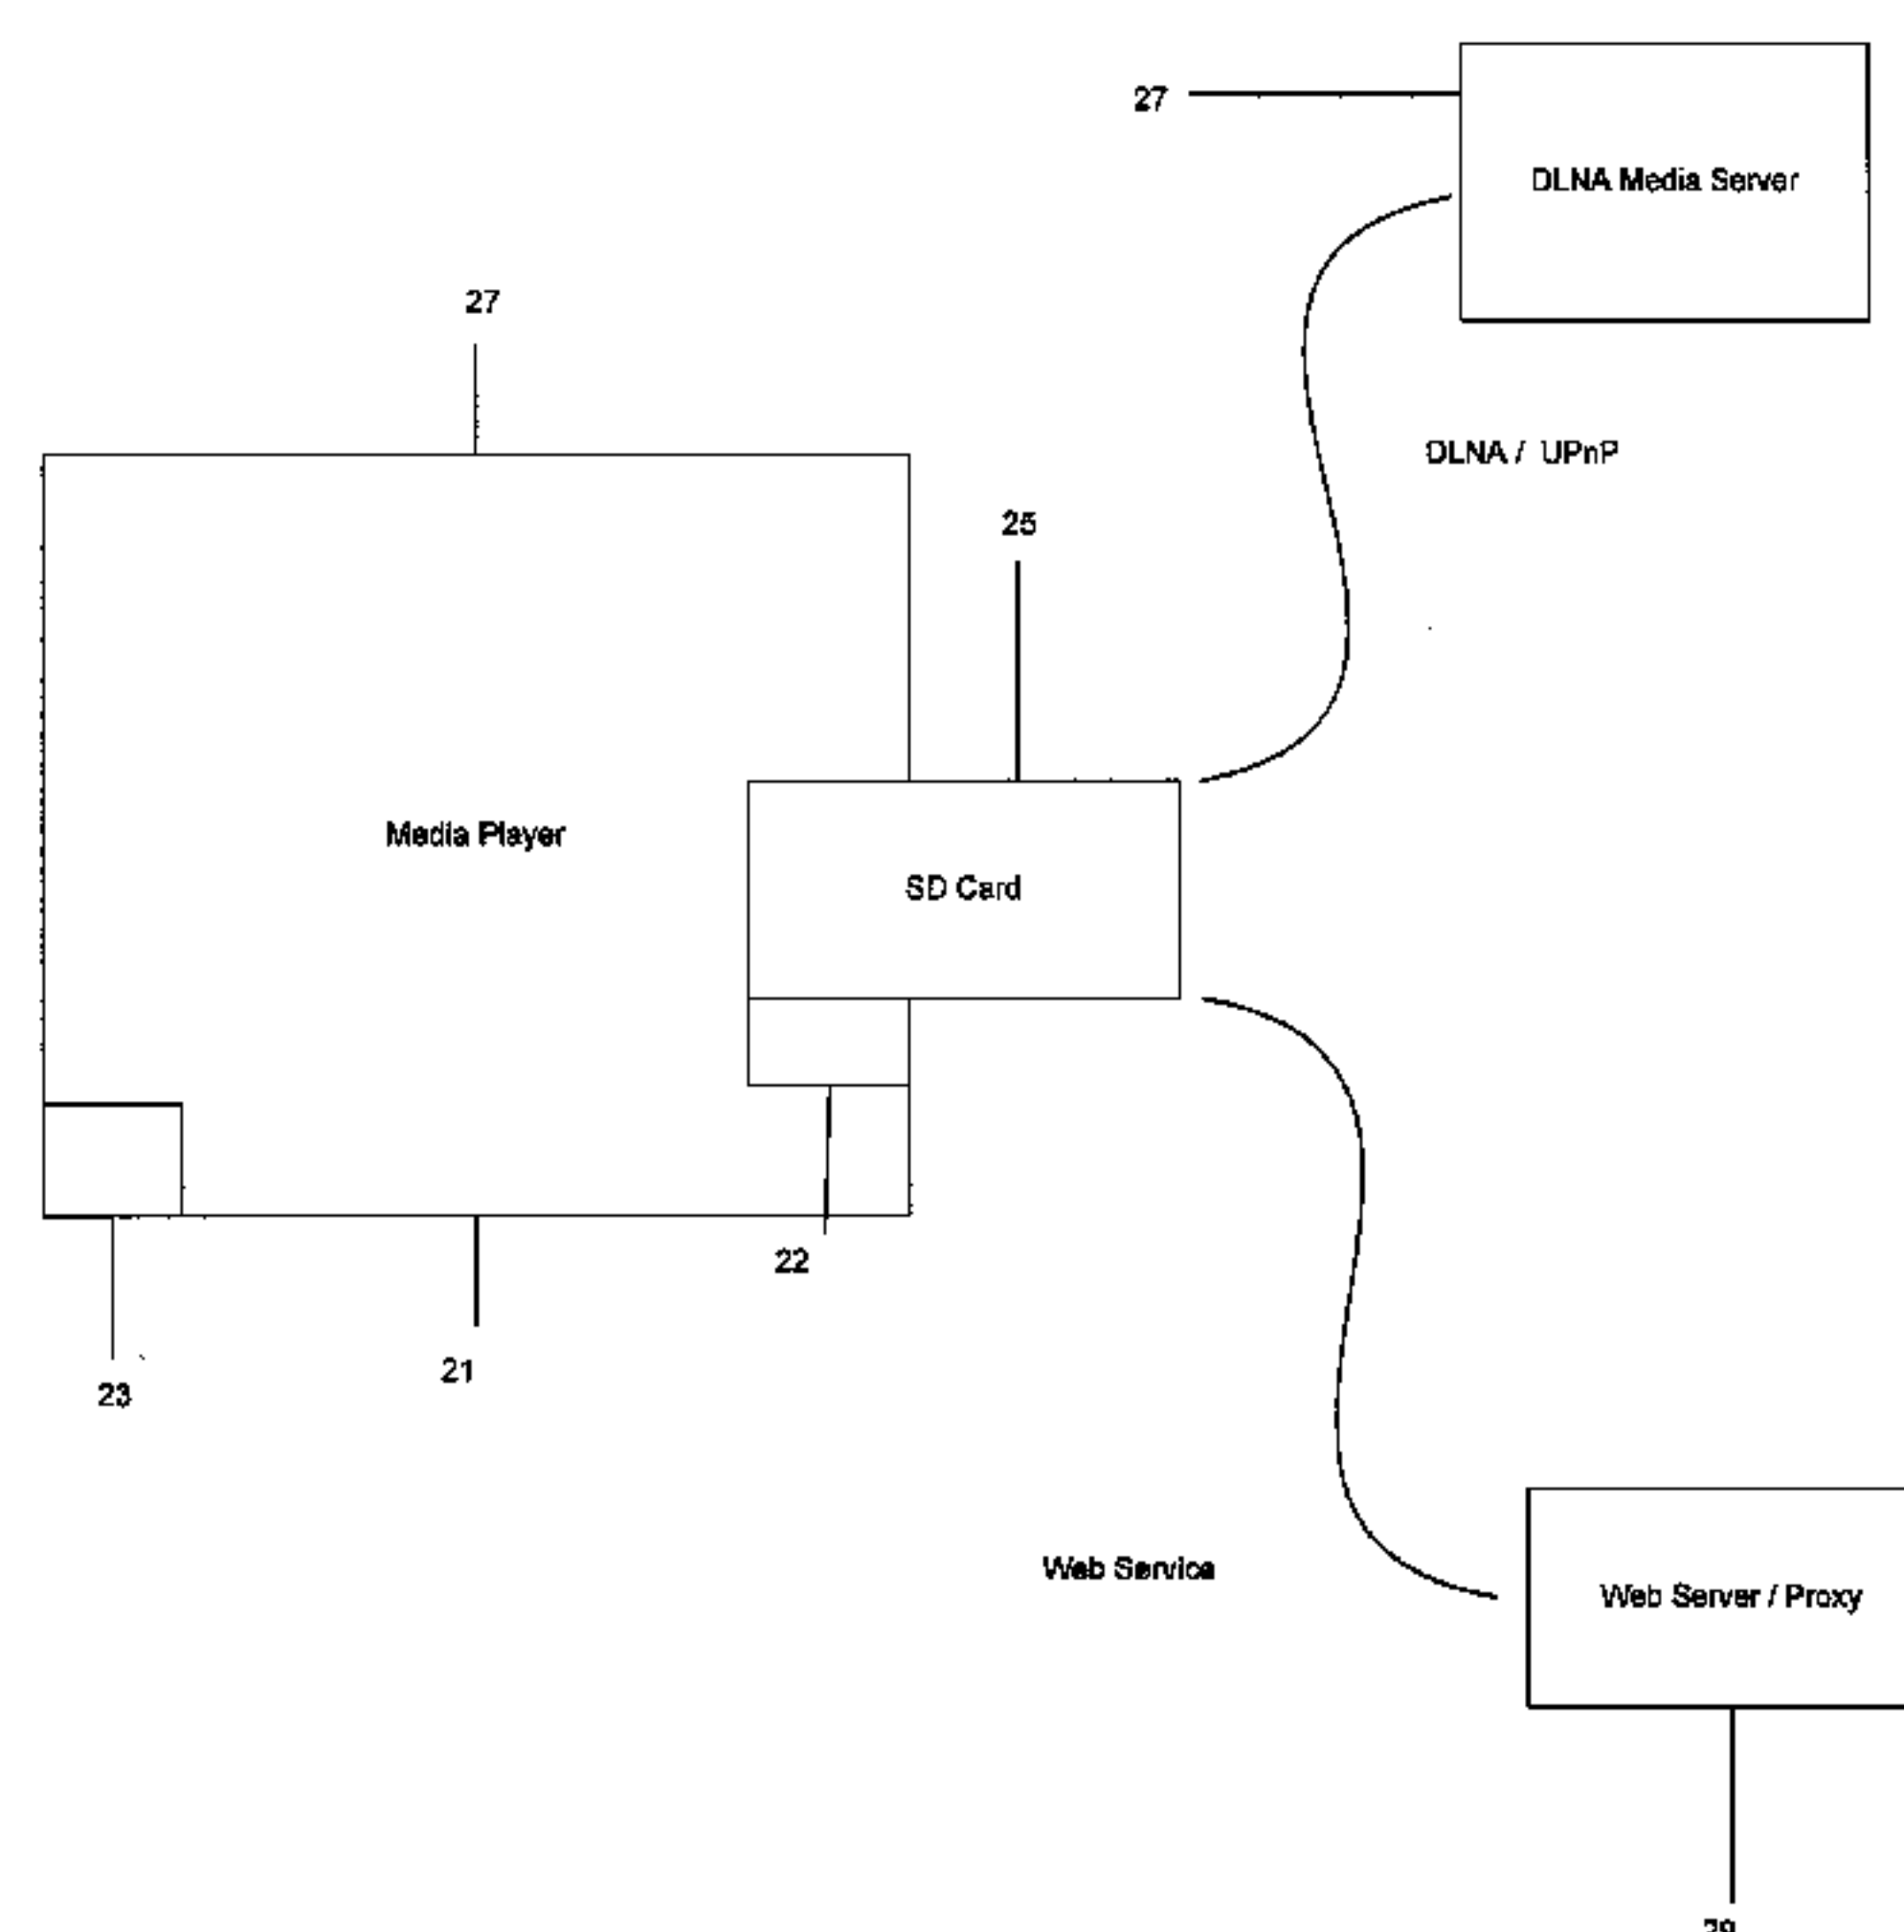 27
DLNA Media Server
27
DLNA / UPnP
25
Media Player
SD Card
22
21
23
Web Service
Web Server / Proxy